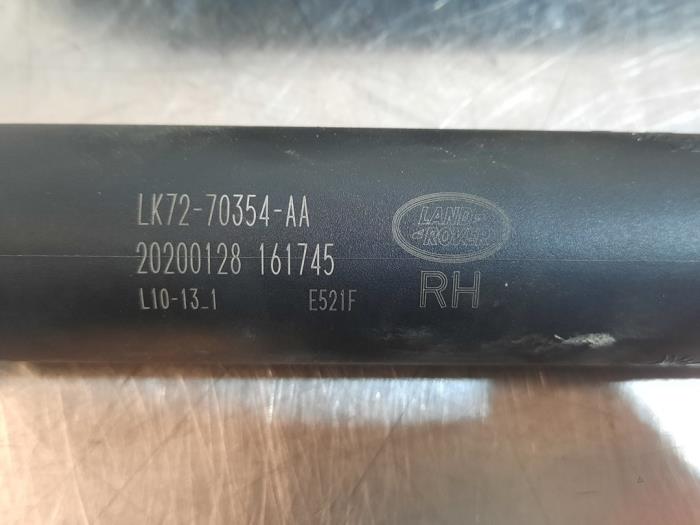 LK72-70354-AA
20200128 161745
L10-13_1 E521F
LAND-
-ROVER
RH